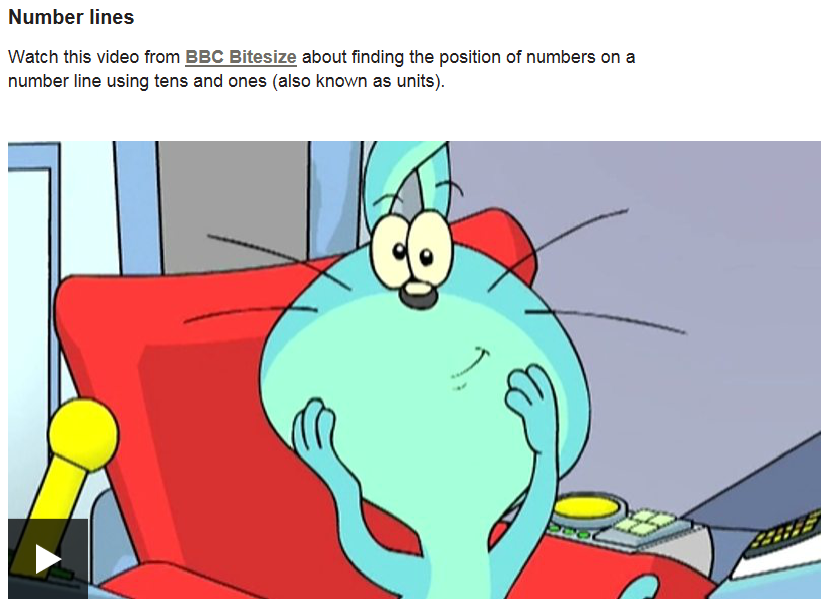 Number lines
Watch this video from BBC Bitesize about finding the position of numbers on a
number line using tens and ones (also known as units).